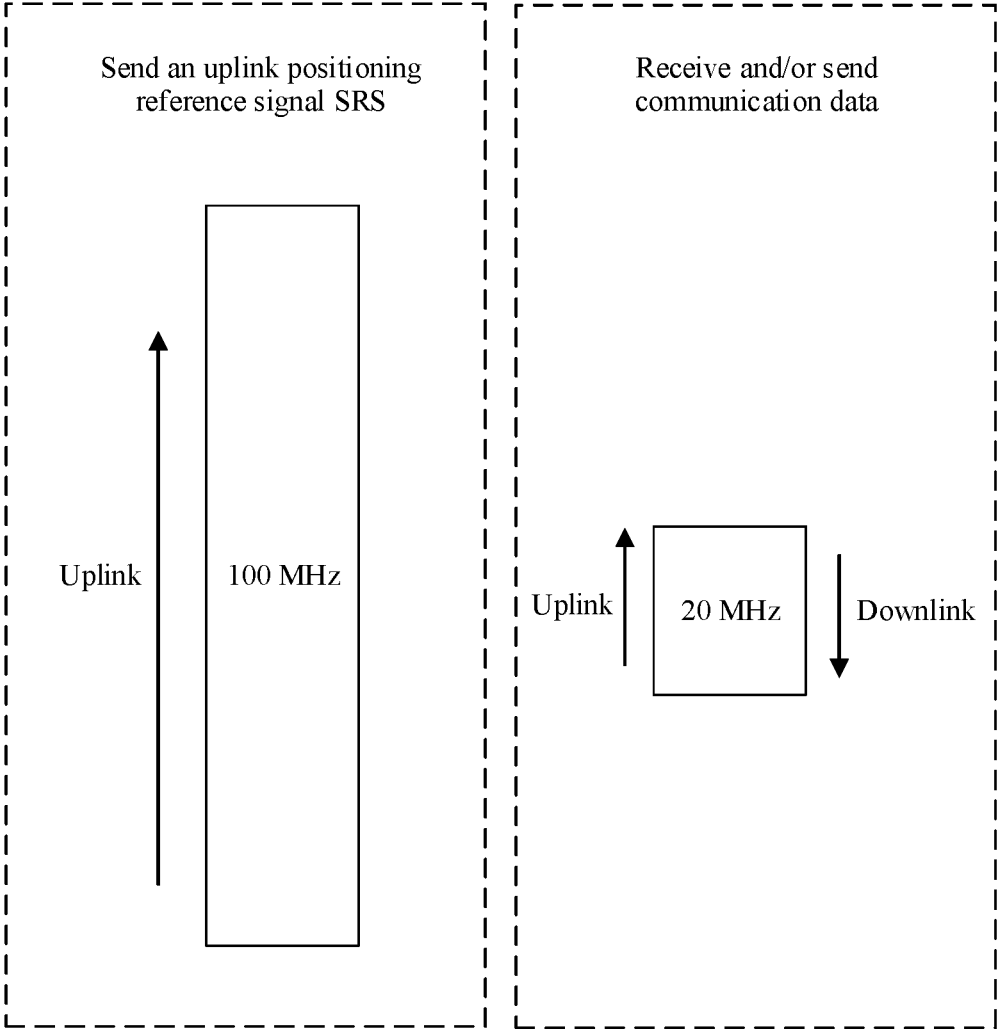 Send an uplink positioning
reference signal SRS
Uplink
100 MHz
Receive and/or send
communication data
Uplink
20 MHz
Downlink